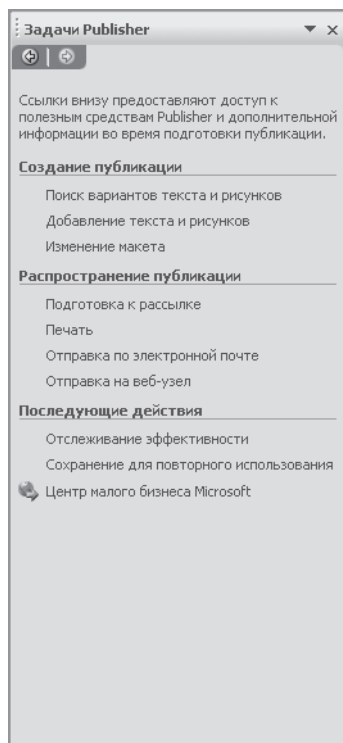 Задачи Publisher
Ссылки внизу предоставляют доступ к
полезным средствам Publisher и дополнительной
информации во время подготовки публикации.
Создание публикации
Поиск вариантов текста и рисунков
Добавление текста и рисунков
Изменение макета
Распространение публикации
Подготовка к рассылке
Печать
Отправка по электронной почте
Отправка на веб-узел
Последующие действия
Отслеживание эффективности
Сохранение для повторного использования
Центр малого бизнеса Microsoft